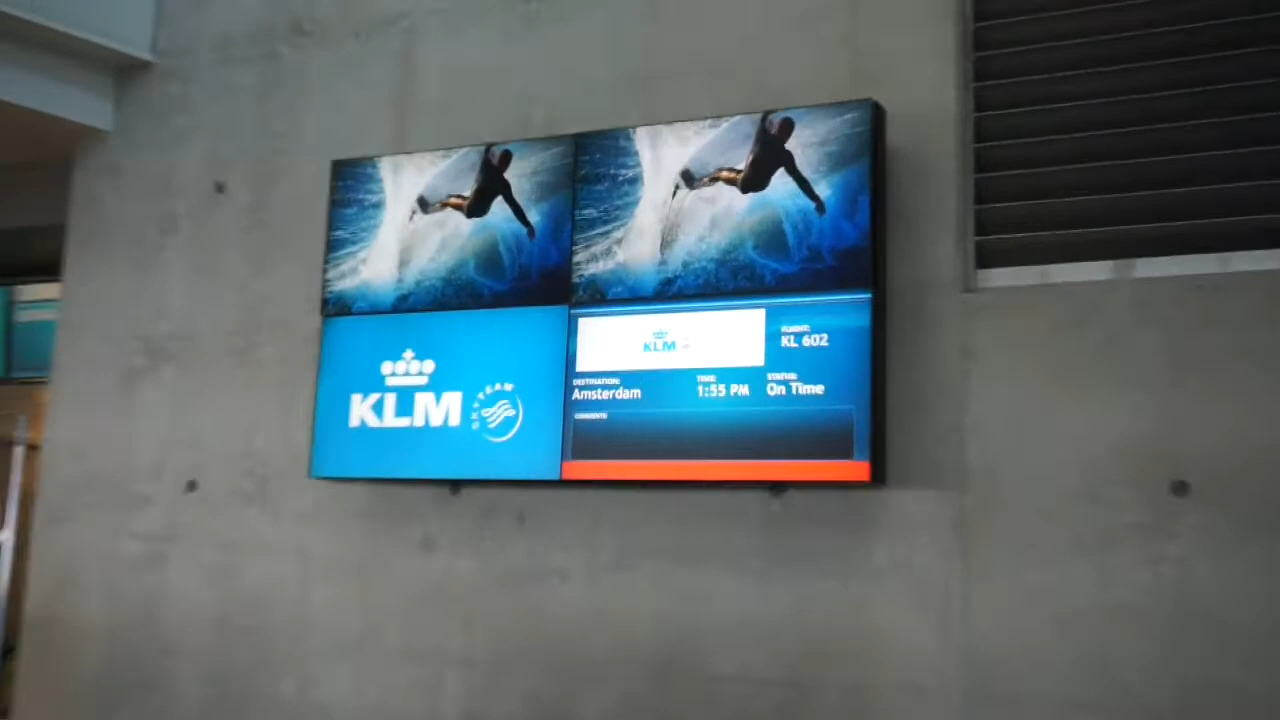 KLM
SKYTEAM
KLM
FLIGHT:
KL 602
DESTINATION:
Amsterdam
TIME:
1:55 PM
STATUS:
On Time
COMMENTS: